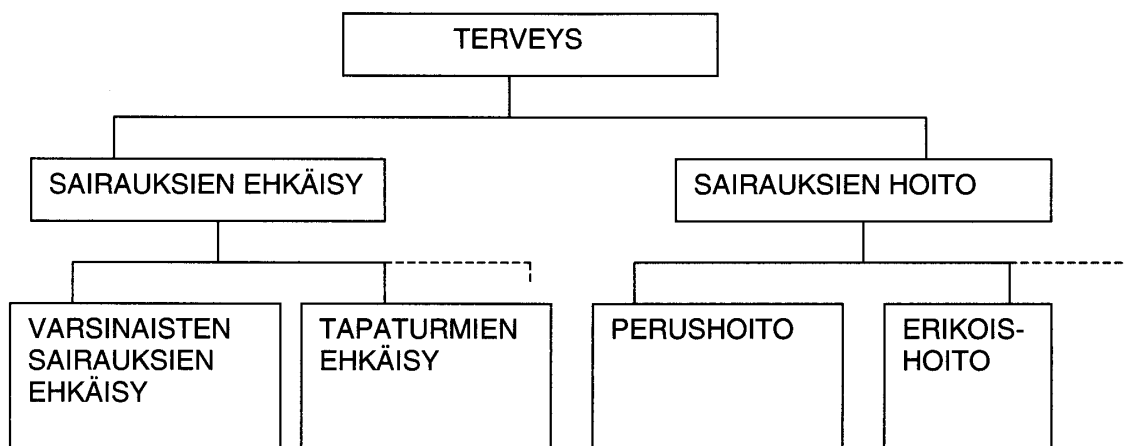 TERVEYS
SAIRAUKSIEN EHKÄISY
SAIRAUKSIEN HOITO
VARSINAISTEN
SAIRAUKSIEN
EHKÄISY
TAPATURMIEN
EHKÄISY
PERUSHOITO
ERIKOIS-
HOITO